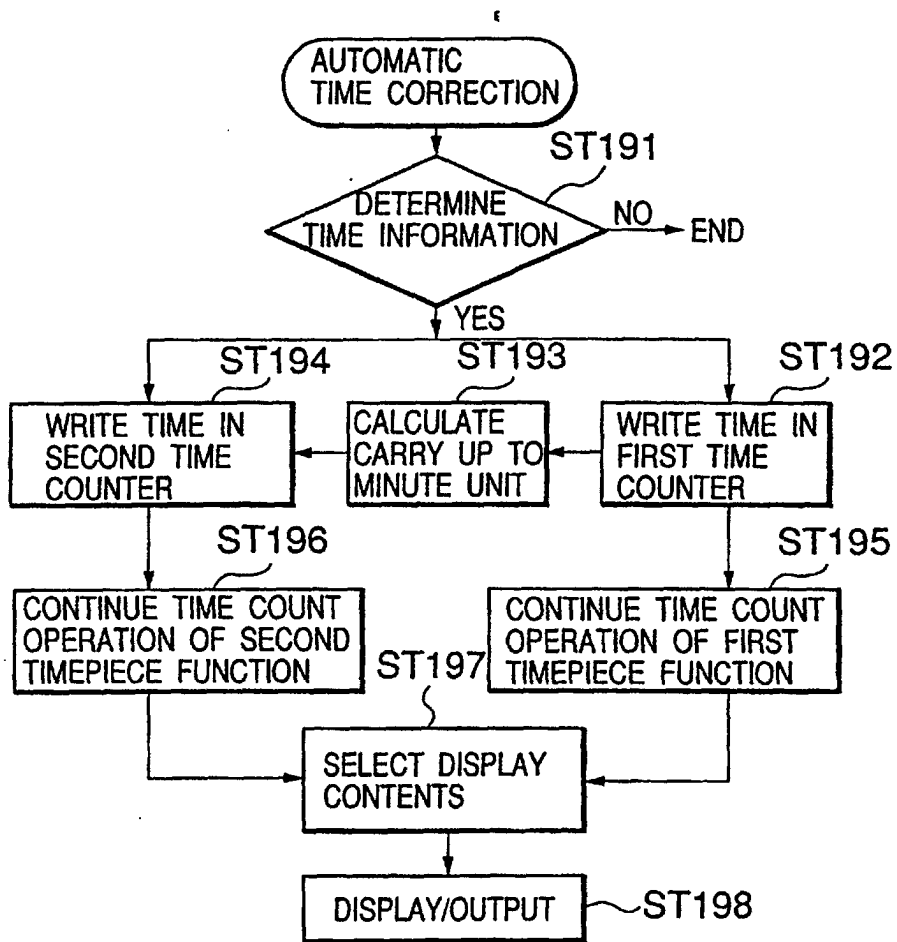 AUTOMATIC
TIME CORRECTION
ST191
DETERMINE
TIME INFORMATION
NO
END
YES
ST194
ST193
ST192
WRITE TIME IN
SECOND TIME
COUNTER
CALCULATE
CARRY UP TO
MINUTE UNIT
WRITE TIME IN
FIRST TIME
COUNTER
ST196
ST195
CONTINUE TIME COUNT
OPERATION OF SECOND
TIMEPIECE FUNCTION
CONTINUE TIME COUNT
OPERATION OF FIRST
TIMEPIECE FUNCTION
ST197
SELECT DISPLAY
CONTENTS
DISPLAY/OUTPUT
ST198